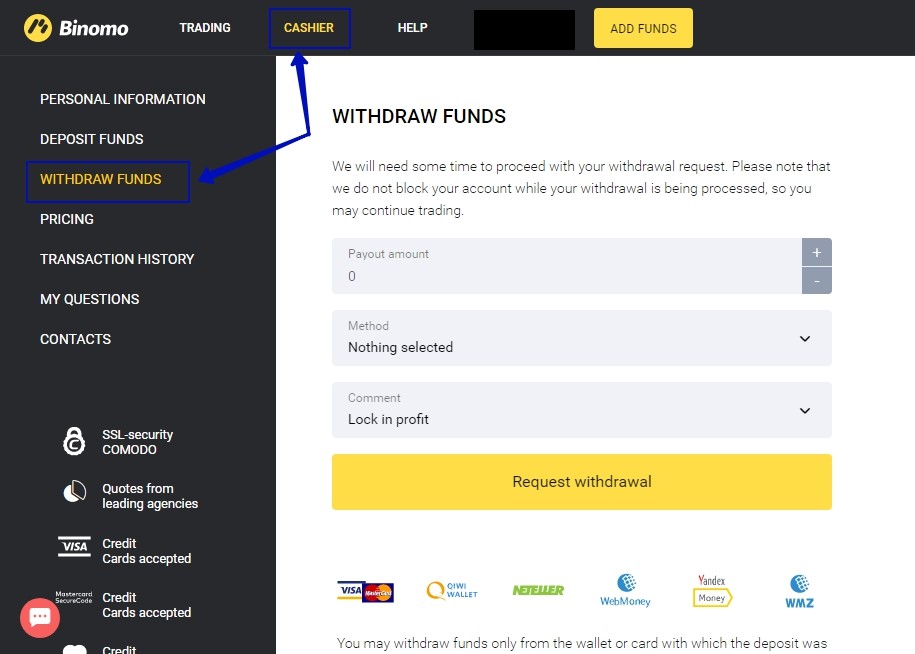 Binomo
TRADING
CASHIER
HELP
ADD FUNDS
PERSONAL INFORMATION
DEPOSIT FUNDS
WITHDRAW FUNDS
PRICING
TRANSACTION HISTORY
MY QUESTIONS
CONTACTS
SSL-security
COMODO
Quotes from
leading agencies
VISA
Credit
Cards accepted
Mastercard
SecureCode
Credit
Cards accepted
Credit
WITHDRAW FUNDS
We will need some time to proceed with your withdrawal request. Please note that
we do not block your account while your withdrawal is being processed, so you
may continue trading.
Payout amount
0
+
-
Method
Nothing selected
Comment
Lock in profit
Request withdrawal
VISA MasterCard
QIWI
WALLET
NETELLER
WebMoney
Yandex
Money
WMZ
You may withdraw funds only from the wallet or card with which the deposit was